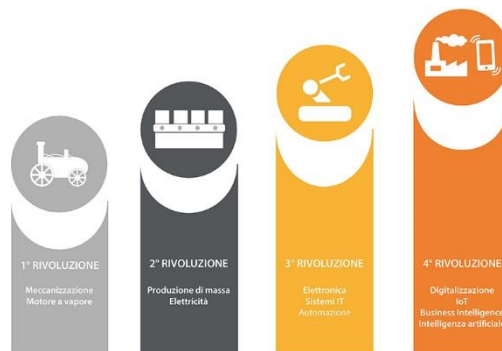 1° RIVOLUZIONE
Meccanizzazione
Motore a vapore
2° RIVOLUZIONE
Produzione di massa
Elettricità
3° RIVOLUZIONE
Elettronica
Sistemi IT
Automazione
4° RIVOLUZIONE
Digitalizzazione
IoT
Business Intelligence
Intelligenza artificiale